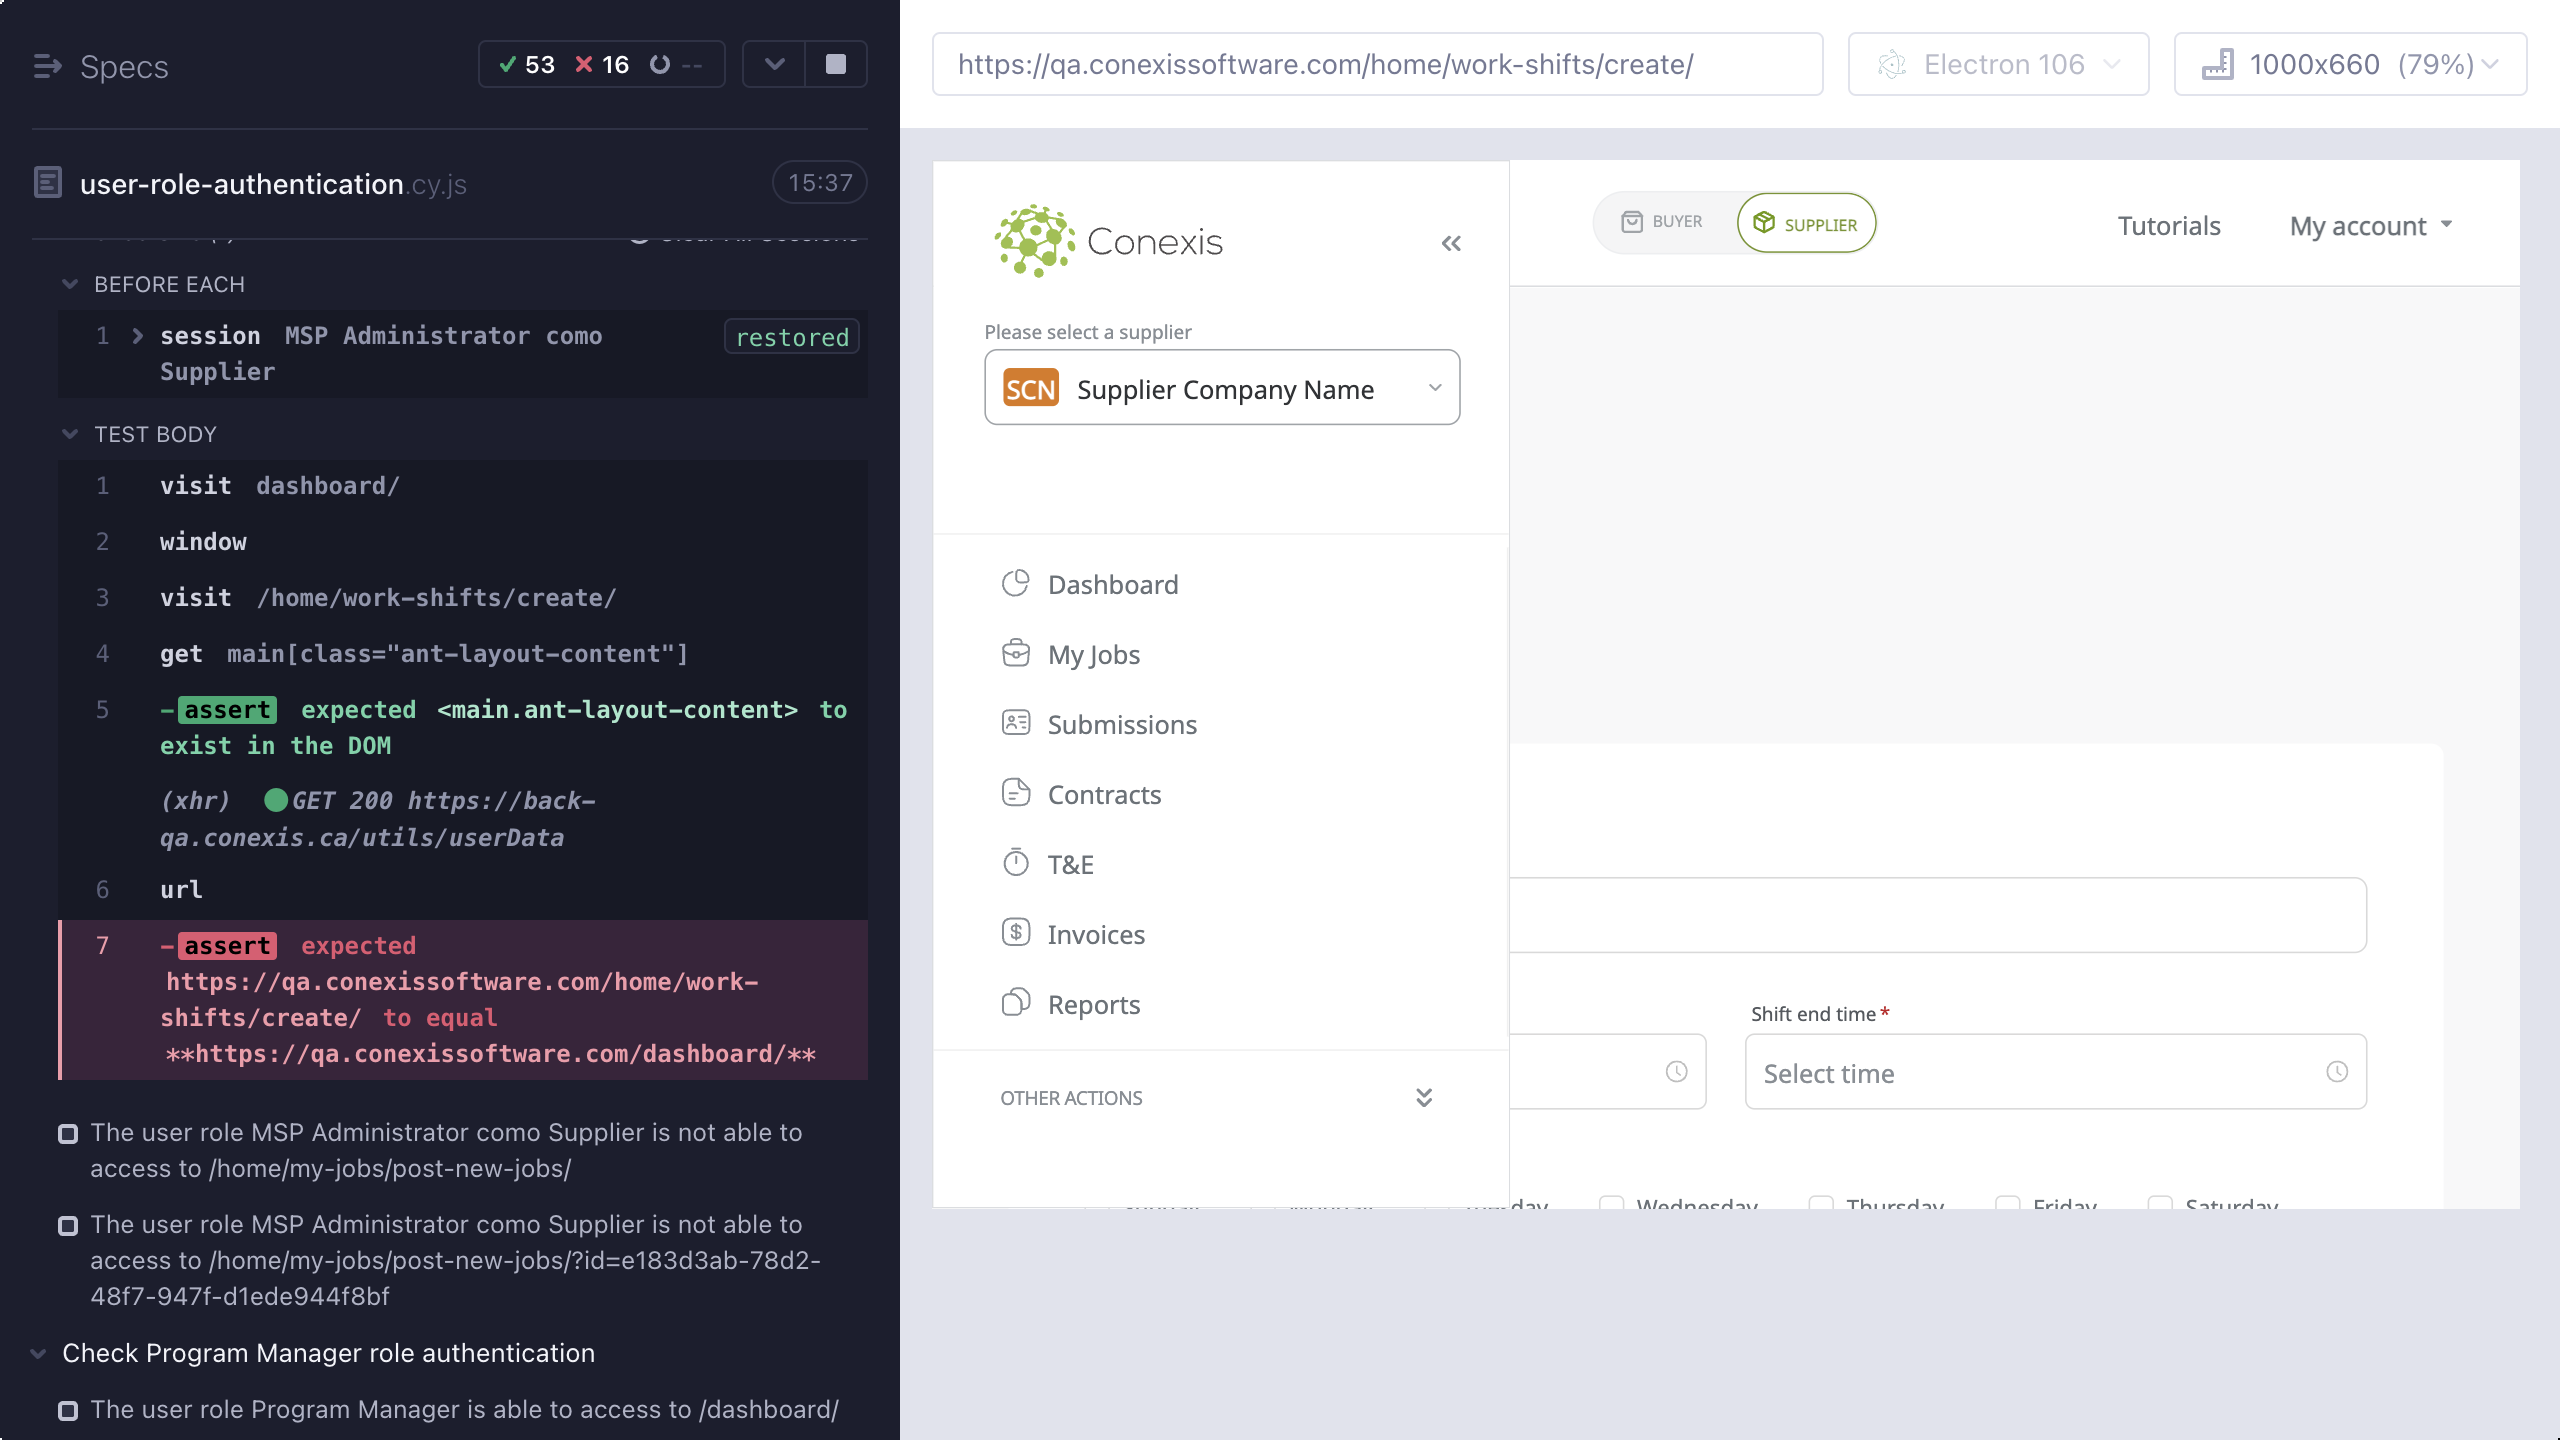 Specs
53 16 --
user-role-authentication.cy.js
15:37
BEFORE EACH
1 session MSP Administrator como Supplier
restored
TEST BODY
1 visit dashboard/
2 window
3 visit /home/work-shifts/create/
4 get main[class="ant-layout-content"]
5 -assert expected <main.ant-layout-content> to
exist in the DOM
(xhr) GET 200 https://back-
qa.conexis.ca/utils/userData
6 url
7 -assert expected
https://qa.conexissoftware.com/home/work-
shifts/create/ to equal
**https://qa.conexissoftware.com/dashboard/**
The user role MSP Administrator como Supplier is not able to
access to /home/my-jobs/post-new-jobs/
The user role MSP Administrator como Supplier is not able to
access to /home/my-jobs/post-new-jobs/?id=e183d3ab-78d2-
48f7-947f-d1ede944f8bf
Check Program Manager role authentication
The user role Program Manager is able to access to /dashboard/
https://qa.conexissoftware.com/home/work-shifts/create/
Electron 106
1000x660 (79%)
Conexis
BUYER
SUPPLIER
Tutorials
My account
Please select a supplier
SCN Supplier Company Name
Dashboard
My Jobs
Submissions
Contracts
T&E
Invoices
Reports
OTHER ACTIONS
Shift end time*
Select time
Wednesday Thursday Friday Saturday